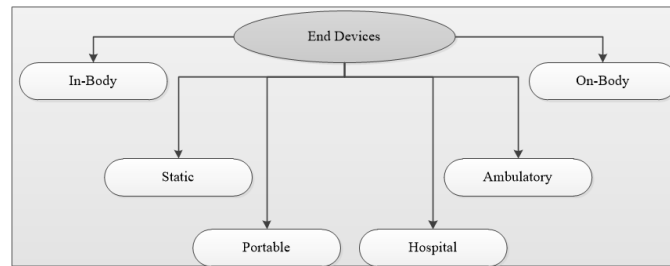 End Devices
In-Body
On-Body
Static
Ambulatory
Portable
Hospital